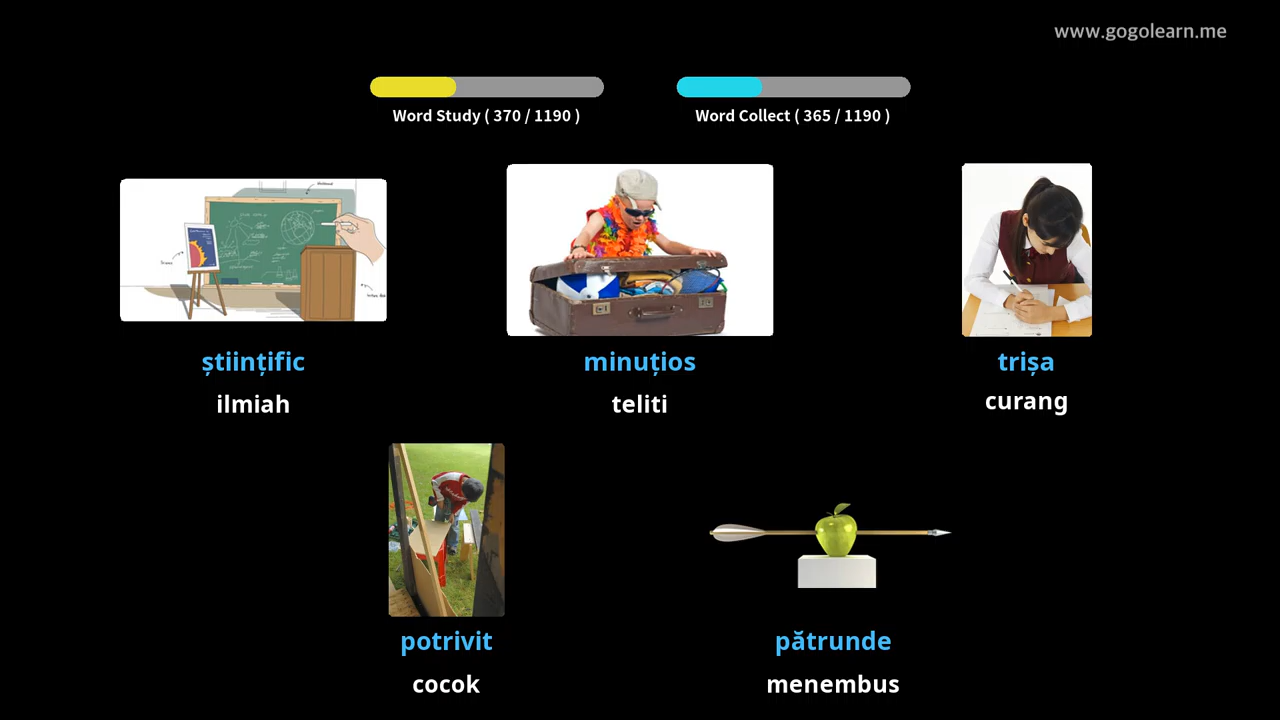 www.gogolearn.me
Word Study ( 370 / 1190 )
Word Collect ( 365 / 1190 )
științific
minuțios
trișa
ilmiah
teliti
curang
potrivit
pătrunde
cocok
menembus